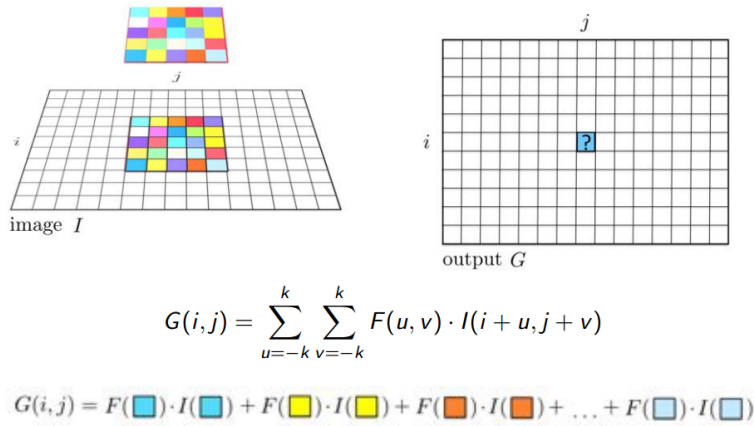 j
j
i
i
?
image I
output G
G(i,j) = ∑_{u=-k}^{k} ∑_{v=-k}^{k} F(u,v) · I(i + u, j + v)
G(i,j) = F(□)·I(□) + F(□)·I(□) + F(□)·I(□)+ ... + F(□)·I(□)